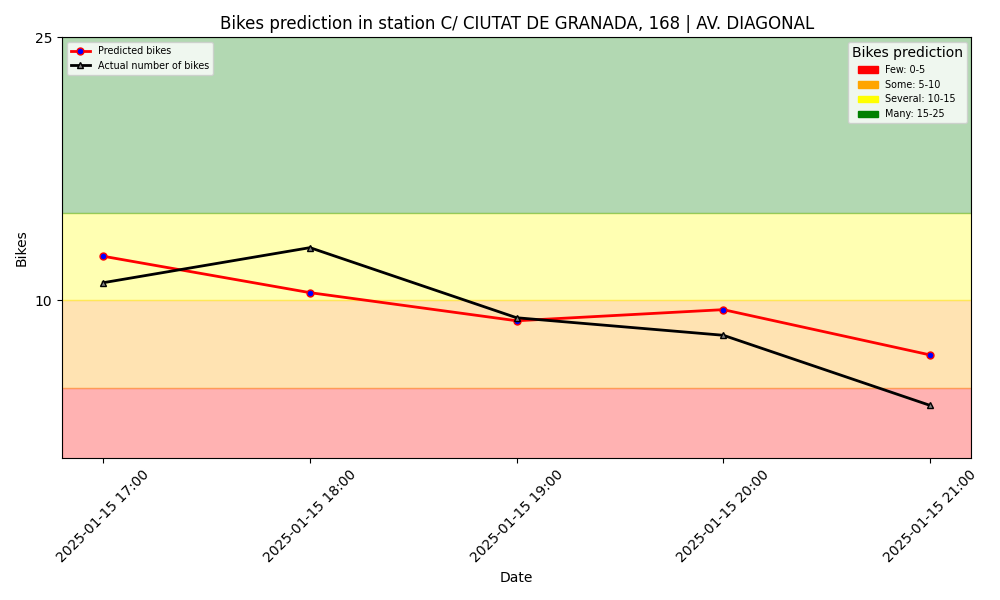 Bikes prediction in station C/ CIUTAT DE GRANADA, 168 | AV. DIAGONAL
25
Predicted bikes
Actual number of bikes
Bikes prediction
Few: 0-5
Some: 5-10
Several: 10-15
Many: 15-25
Bikes
10
2025-01-15 17:00
2025-01-15 18:00
2025-01-15 19:00
2025-01-15 20:00
2025-01-15 21:00
Date